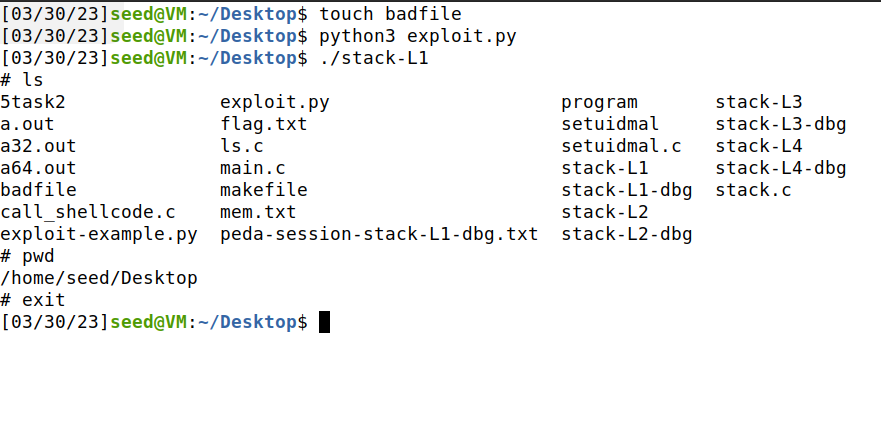 [03/30/23]seed@VM:~/Desktop$ touch badfile
[03/30/23]seed@VM:~/Desktop$ python3 exploit.py
[03/30/23]seed@VM:~/Desktop$ ./stack-L1
# ls
5task2              exploit.py                     program       stack-L3
a.out               flag.txt                       setuidmal     stack-L3-dbg
a32.out             ls.c                           setuidmal.c   stack-L4
a64.out             main.c                         stack-L1      stack-L4-dbg
badfile             makefile                       stack-L1-dbg  stack.c
call_shellcode.c    mem.txt                        stack-L2
exploit-example.py  peda-session-stack-L1-dbg.txt  stack-L2-dbg
# pwd
/home/seed/Desktop
# exit
[03/30/23]seed@VM:~/Desktop$